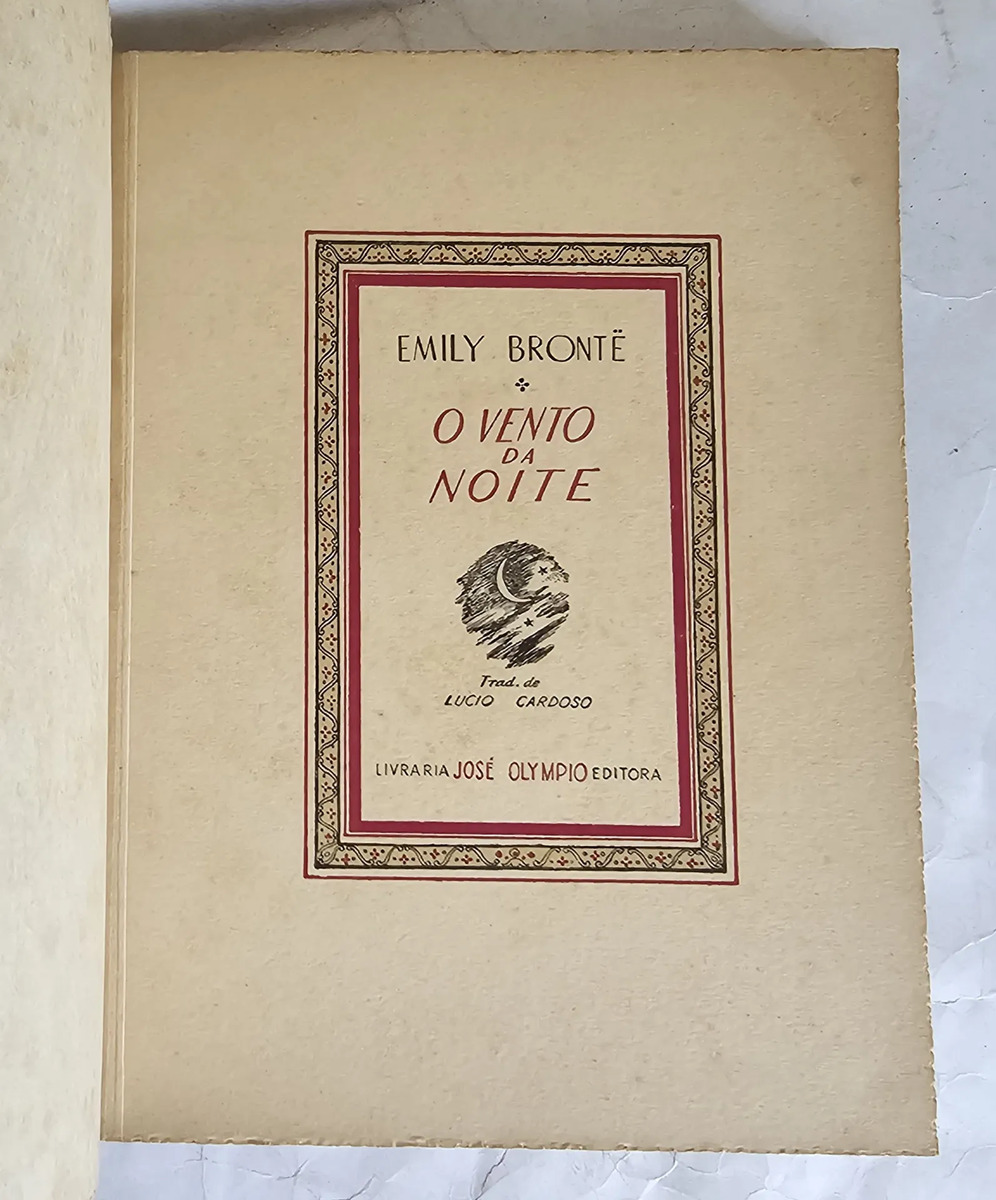 EMILY BRONTË
O VENTO
DA
NOITE
Trad. de
LUCIO CARDOSO
LIVRARIA JOSÉ OLYMPIO EDITORA